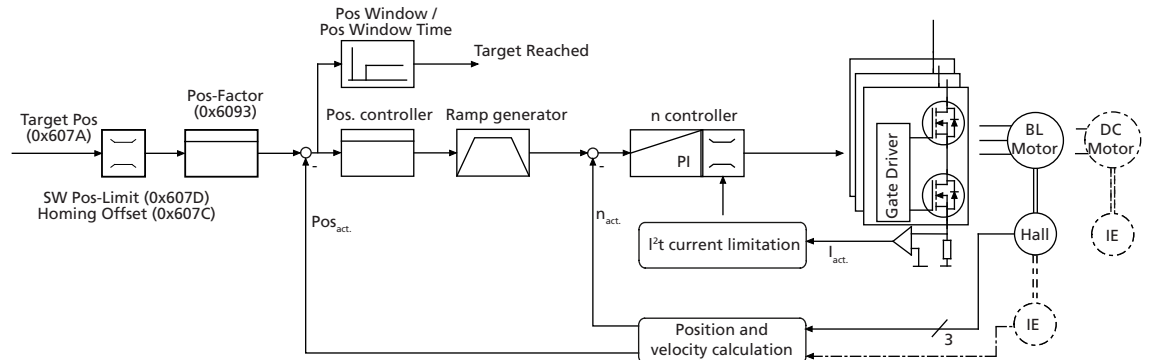 Pos Window /
Pos Window Time
Target Reached
Pos-Factor
(0x6093)
Target Pos
(0x607A)
Pos. controller
Ramp generator
n controller
PI
-
-
SW Pos-Limit (0x607D)
Homing Offset (0x607C)
Pos act.
n act.
I²t current limitation
I act.
Gate Driver
BL
Motor
DC
Motor
Hall
IE
IE
Position and
velocity calculation
3